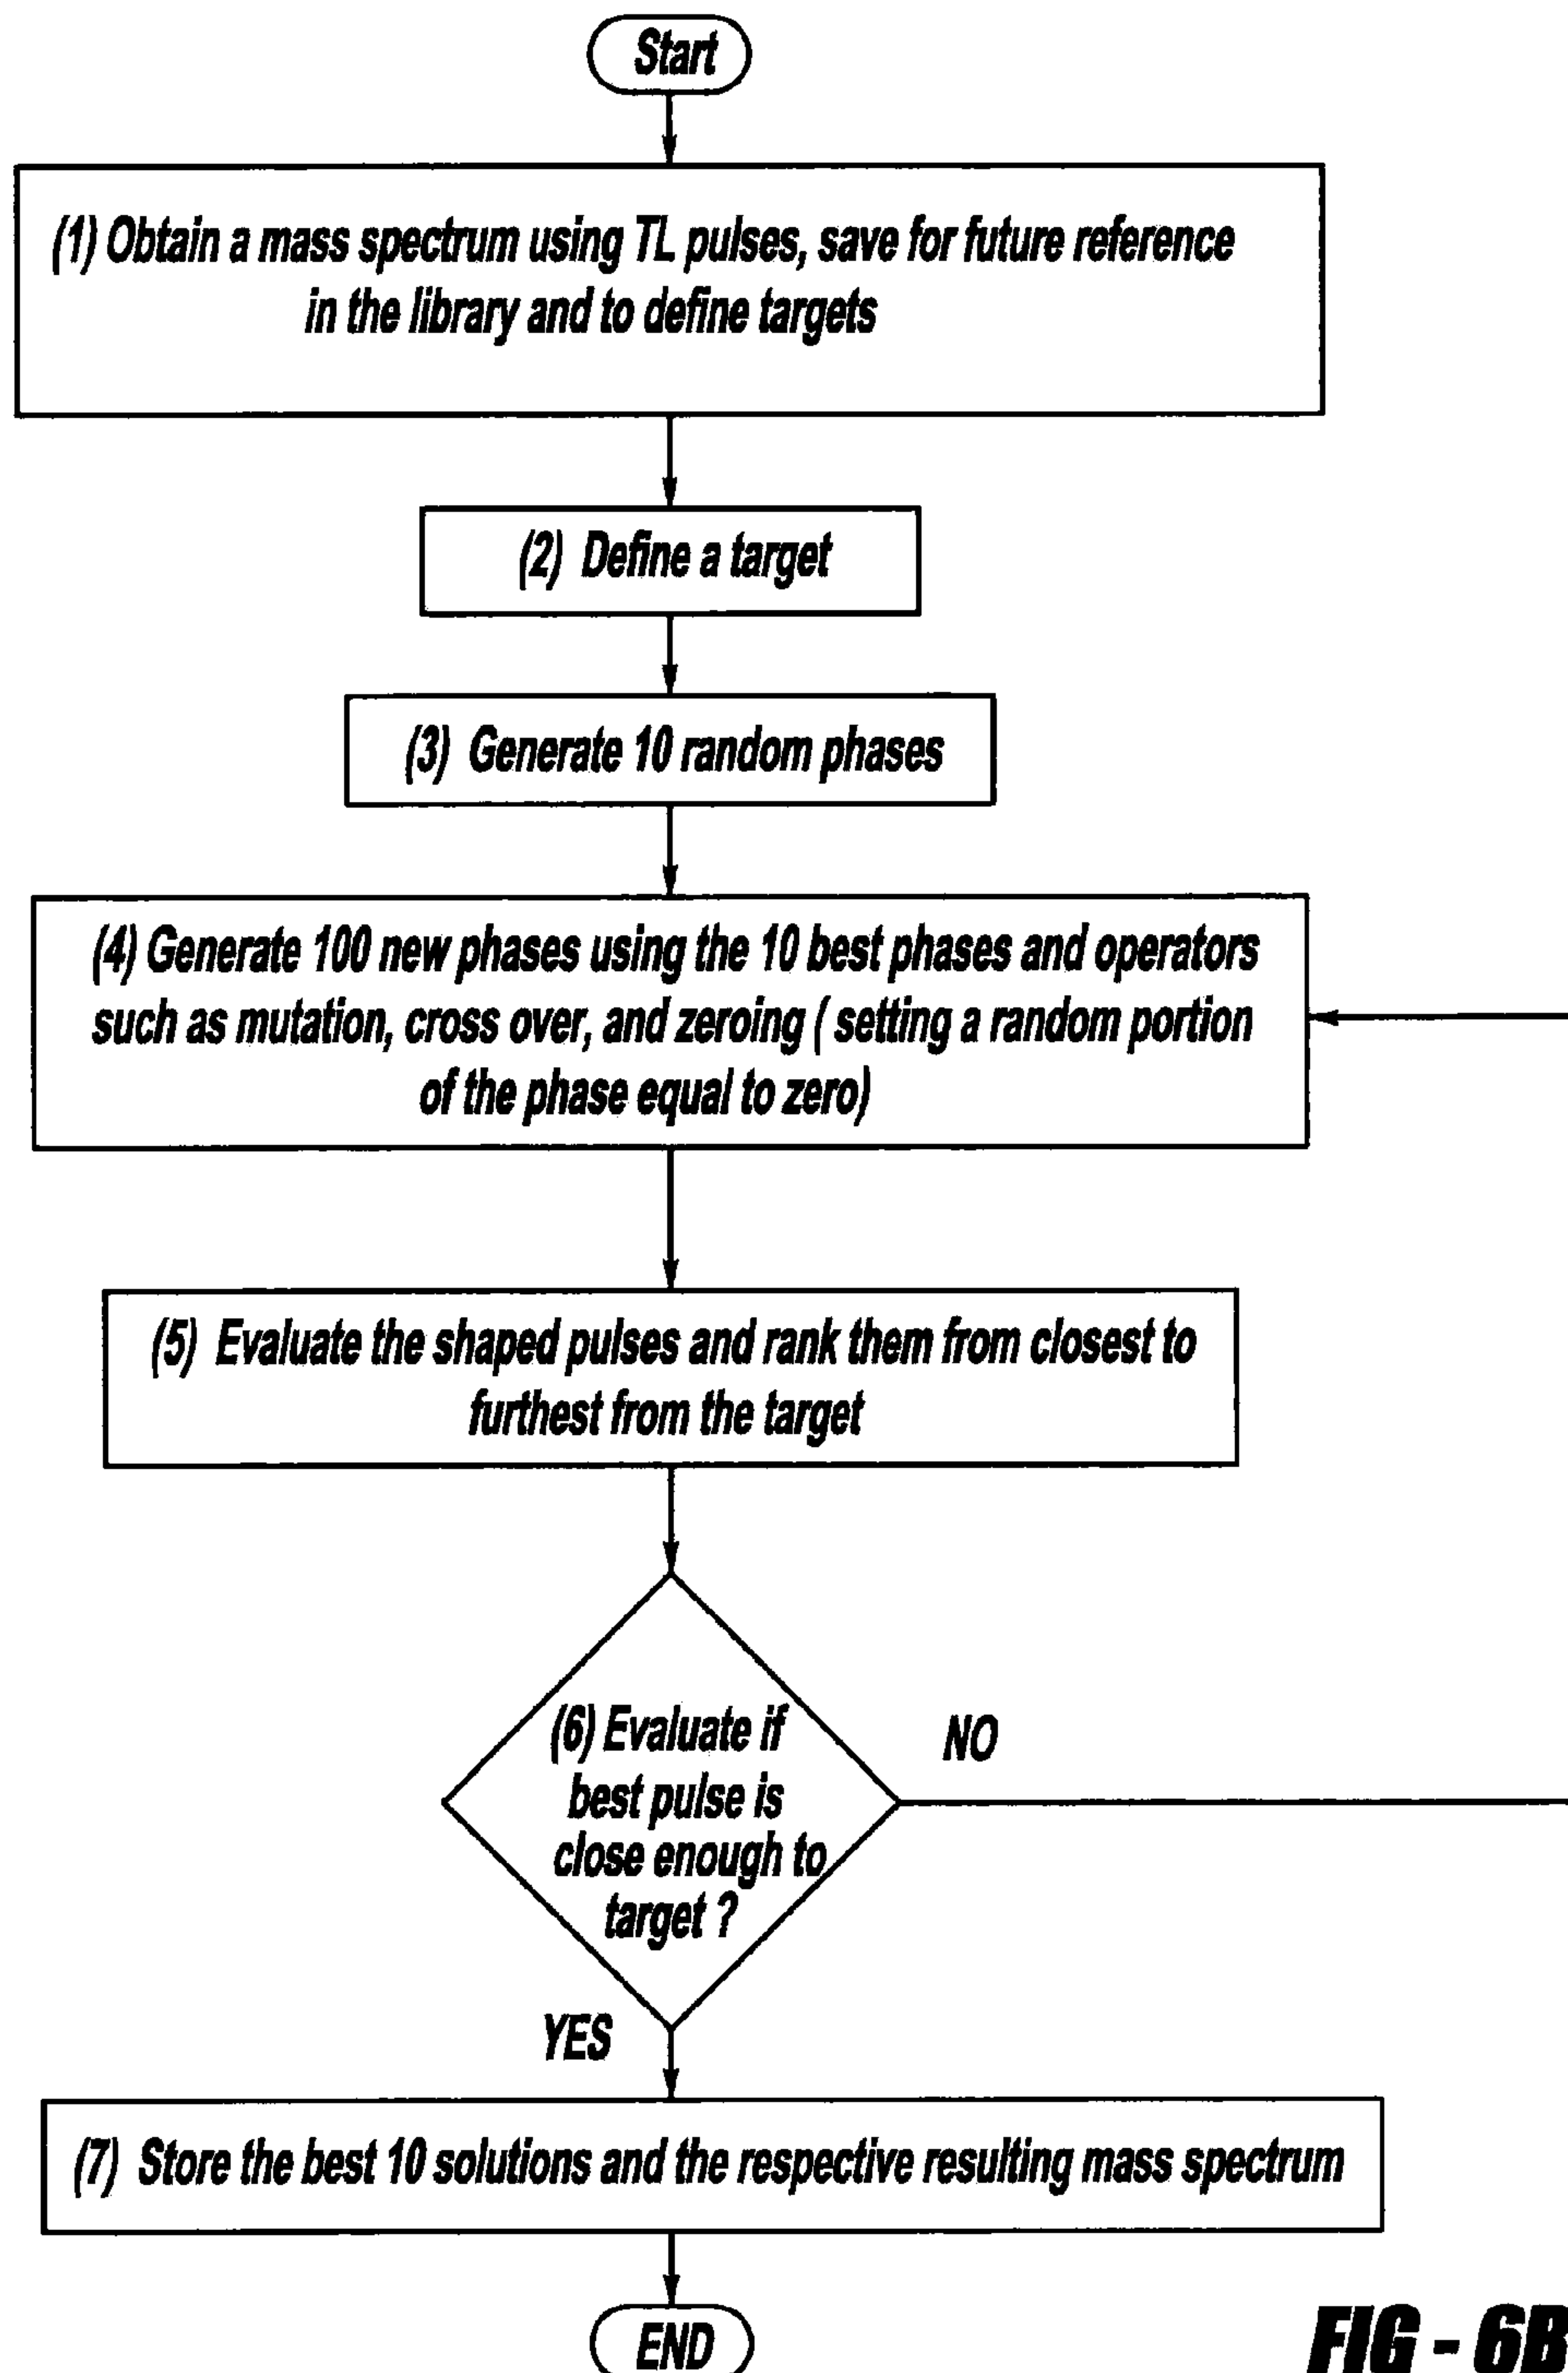 Start
(1) Obtain a mass spectrum using TL pulses, save for future reference
in the library and to define targets
(2) Define a target
(3) Generate 10 random phases
(4) Generate 100 new phases using the 10 best phases and operators
such as mutation, cross over, and zeroing ( setting a random portion
of the phase equal to zero)
(5) Evaluate the shaped pulses and rank them from closest to
furthest from the target
(6) Evaluate if
best pulse is
close enough to
target ?
NO
YES
(7) Store the best 10 solutions and the respective resulting mass spectrum
END
FIG - 6B